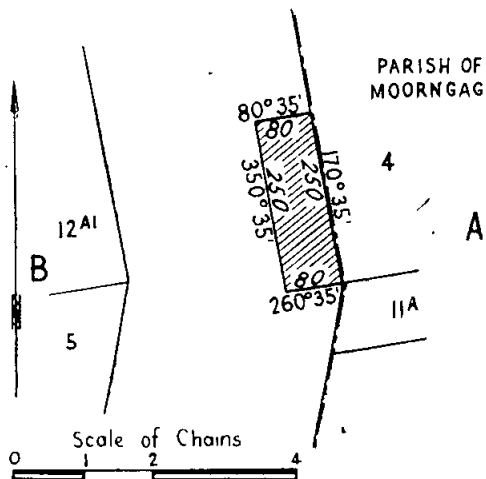 PARISH OF
MOORNGAG
80° 35'
80
4
170° 35'
250
250
350° 35'
A
12A1
B
80
260° 35'
11A
5
Scale of Chains
0 1 2 4